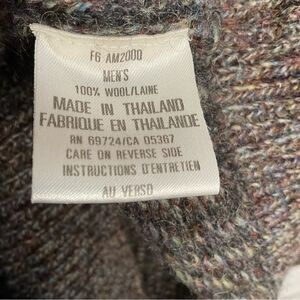 FG AM2000
MEN'S
100% WOOL/LAINE
MADE IN THAILAND
FABRIQUE EN THAILANDE
RN 69724/CA 05367
CARE ON REVERSE SIDE
INSTRUCTIONS D'ENTRETIEN
AU VERSO